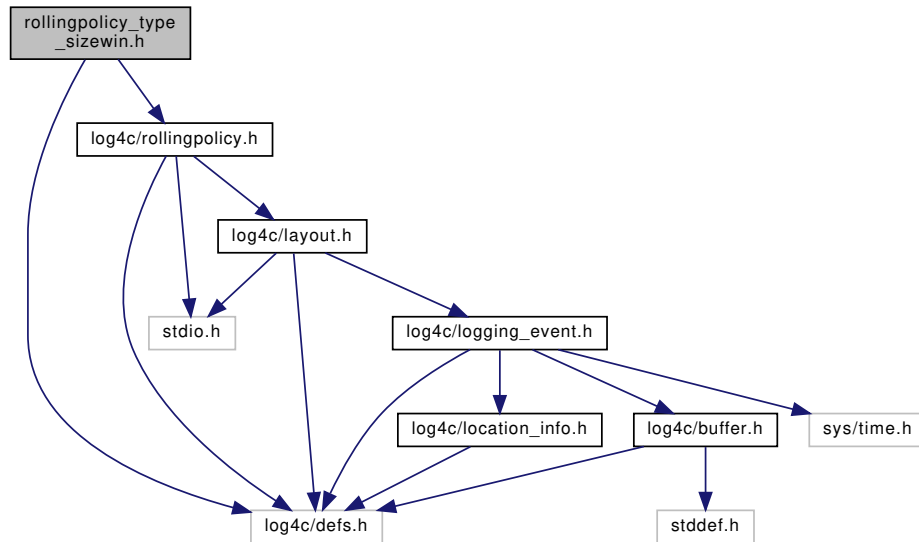 rollingpolicy_type
_sizewin.h
log4c/rollingpolicy.h
log4c/layout.h
stdio.h
log4c/logging_event.h
log4c/location_info.h
log4c/buffer.h
sys/time.h
log4c/defs.h
stddef.h